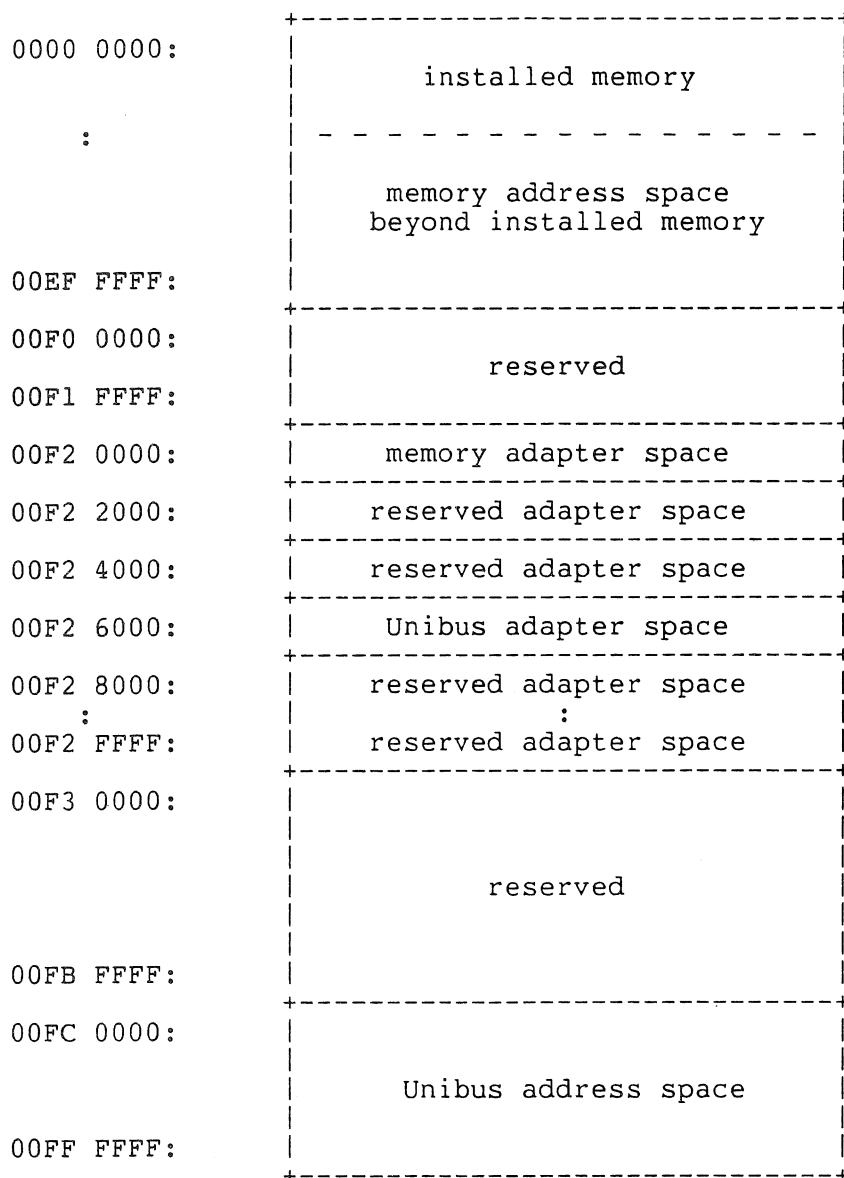 0000 0000:
installed memory
:
memory address space
beyond installed memory
00EF FFFF:
00F0 0000:
reserved
00F1 FFFF:
00F2 0000: memory adapter space
00F2 2000: reserved adapter space
00F2 4000: reserved adapter space
00F2 6000: Unibus adapter space
00F2 8000: reserved adapter space
: :
00F2 FFFF: reserved adapter space
00F3 0000:
reserved
00FB FFFF:
00FC 0000:
Unibus address space
00FF FFFF: